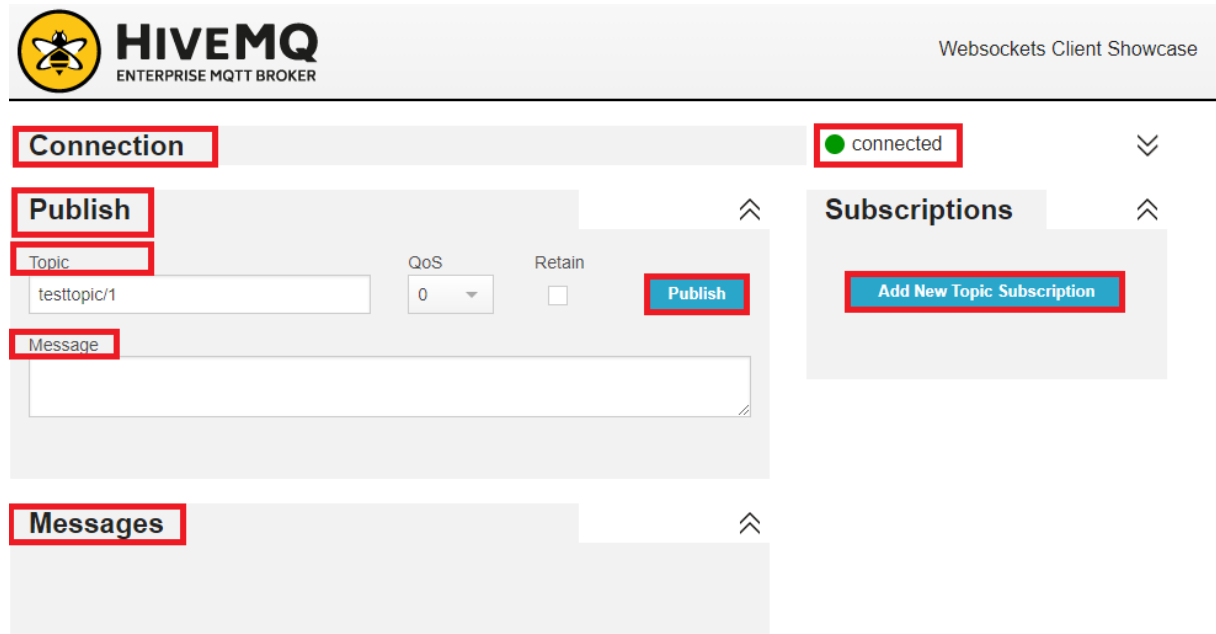 HIVEMQ
ENTERPRISE MQTT BROKER
Websockets Client Showcase
Connection
connected
Publish
Subscriptions
Topic
QoS
Retain
testtopic/1
0
Publish
Add New Topic Subscription
Message
Messages